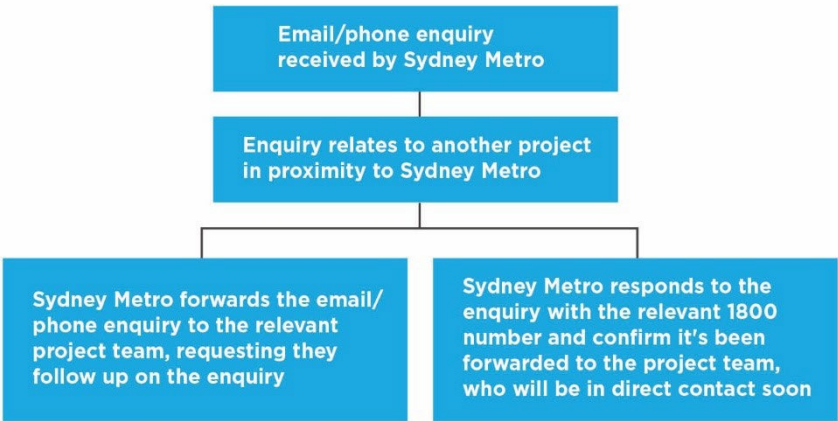 Email/phone enquiry
received by Sydney Metro
Enquiry relates to another project
in proximity to Sydney Metro
Sydney Metro forwards the email/
phone enquiry to the relevant
project team, requesting they
follow up on the enquiry
Sydney Metro responds to the
enquiry with the relevant 1800
number and confirm it's been
forwarded to the project team,
who will be in direct contact soon